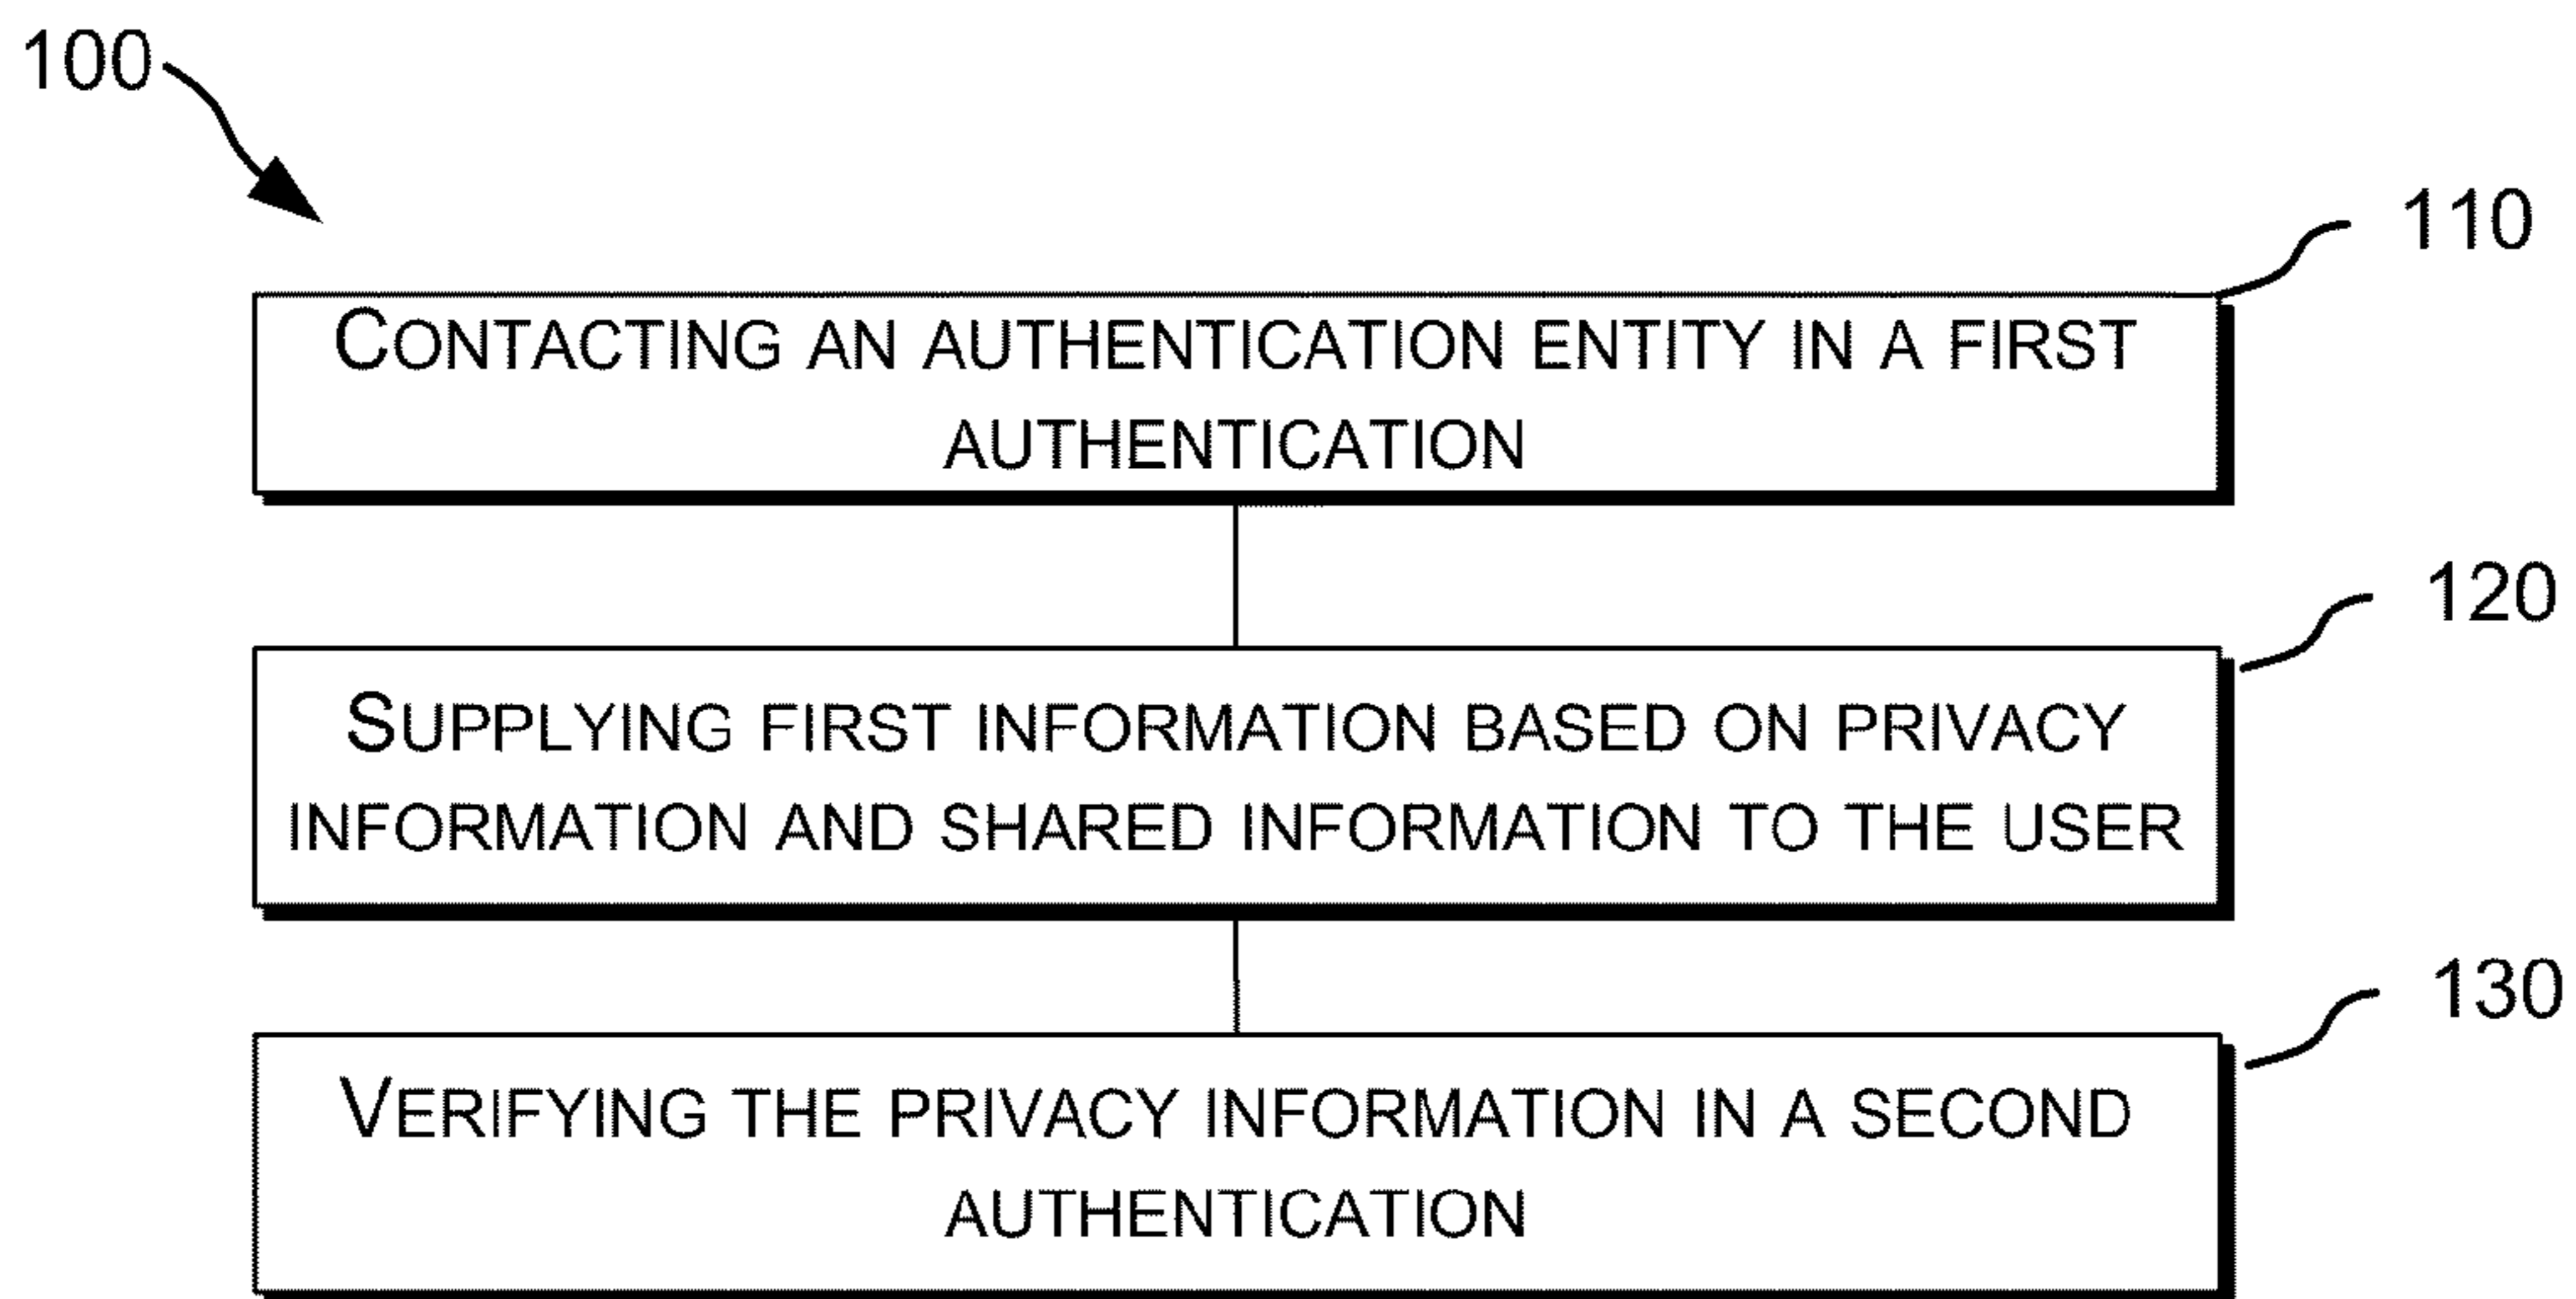 100
110
CONTACTING AN AUTHENTICATION ENTITY IN A FIRST
AUTHENTICATION
120
SUPPLYING FIRST INFORMATION BASED ON PRIVACY
INFORMATION AND SHARED INFORMATION TO THE USER
130
VERIFYING THE PRIVACY INFORMATION IN A SECOND
AUTHENTICATION